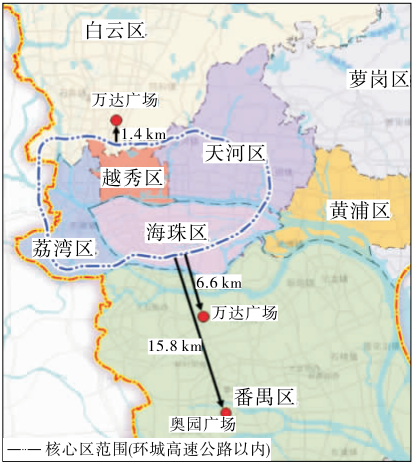 白云区
萝岗区
万达广场
1.4 km
天河区
越秀区
黄浦区
海珠区
荔湾区
6.6 km
万达广场
15.8 km
番禺区
奥园广场
核心区范围(环城高速公路以内)